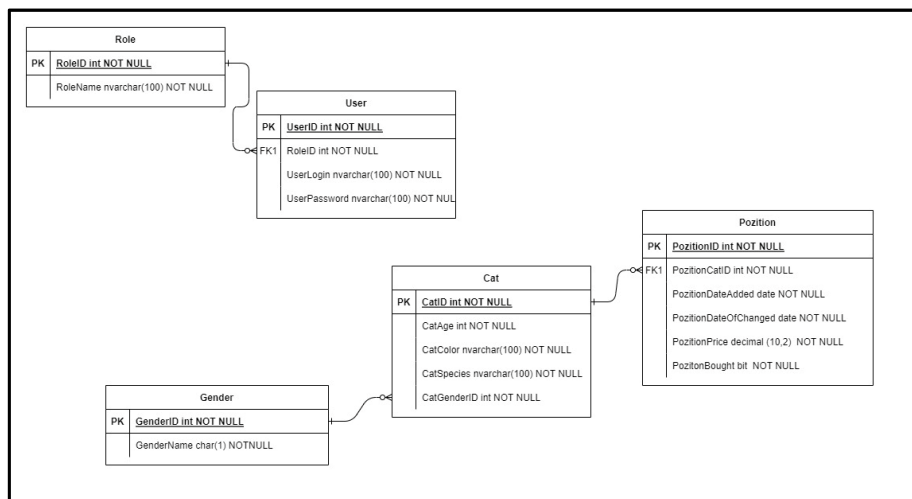 Role
PK RoleID int NOT NULL
RoleName nvarchar(100) NOT NULL
User
PK UserID int NOT NULL
FK1 RoleID int NOT NULL
UserLogin nvarchar(100) NOT NULL
UserPassword nvarchar(100) NOT NUL
Pozition
PK PozitionID int NOT NULL
FK1 PozitionCatID int NOT NULL
PozitionDateAdded date NOT NULL
PozitionDateOfChanged date NOT NULL
PozitionPrice decimal (10,2) NOT NULL
PozitonBought bit NOT NULL
Cat
PK CatID int NOT NULL
CatAge int NOT NULL
CatColor nvarchar(100) NOT NULL
CatSpecies nvarchar(100) NOT NULL
CatGenderID int NOT NULL
Gender
PK GenderID int NOT NULL
GenderName char(1) NOTNULL